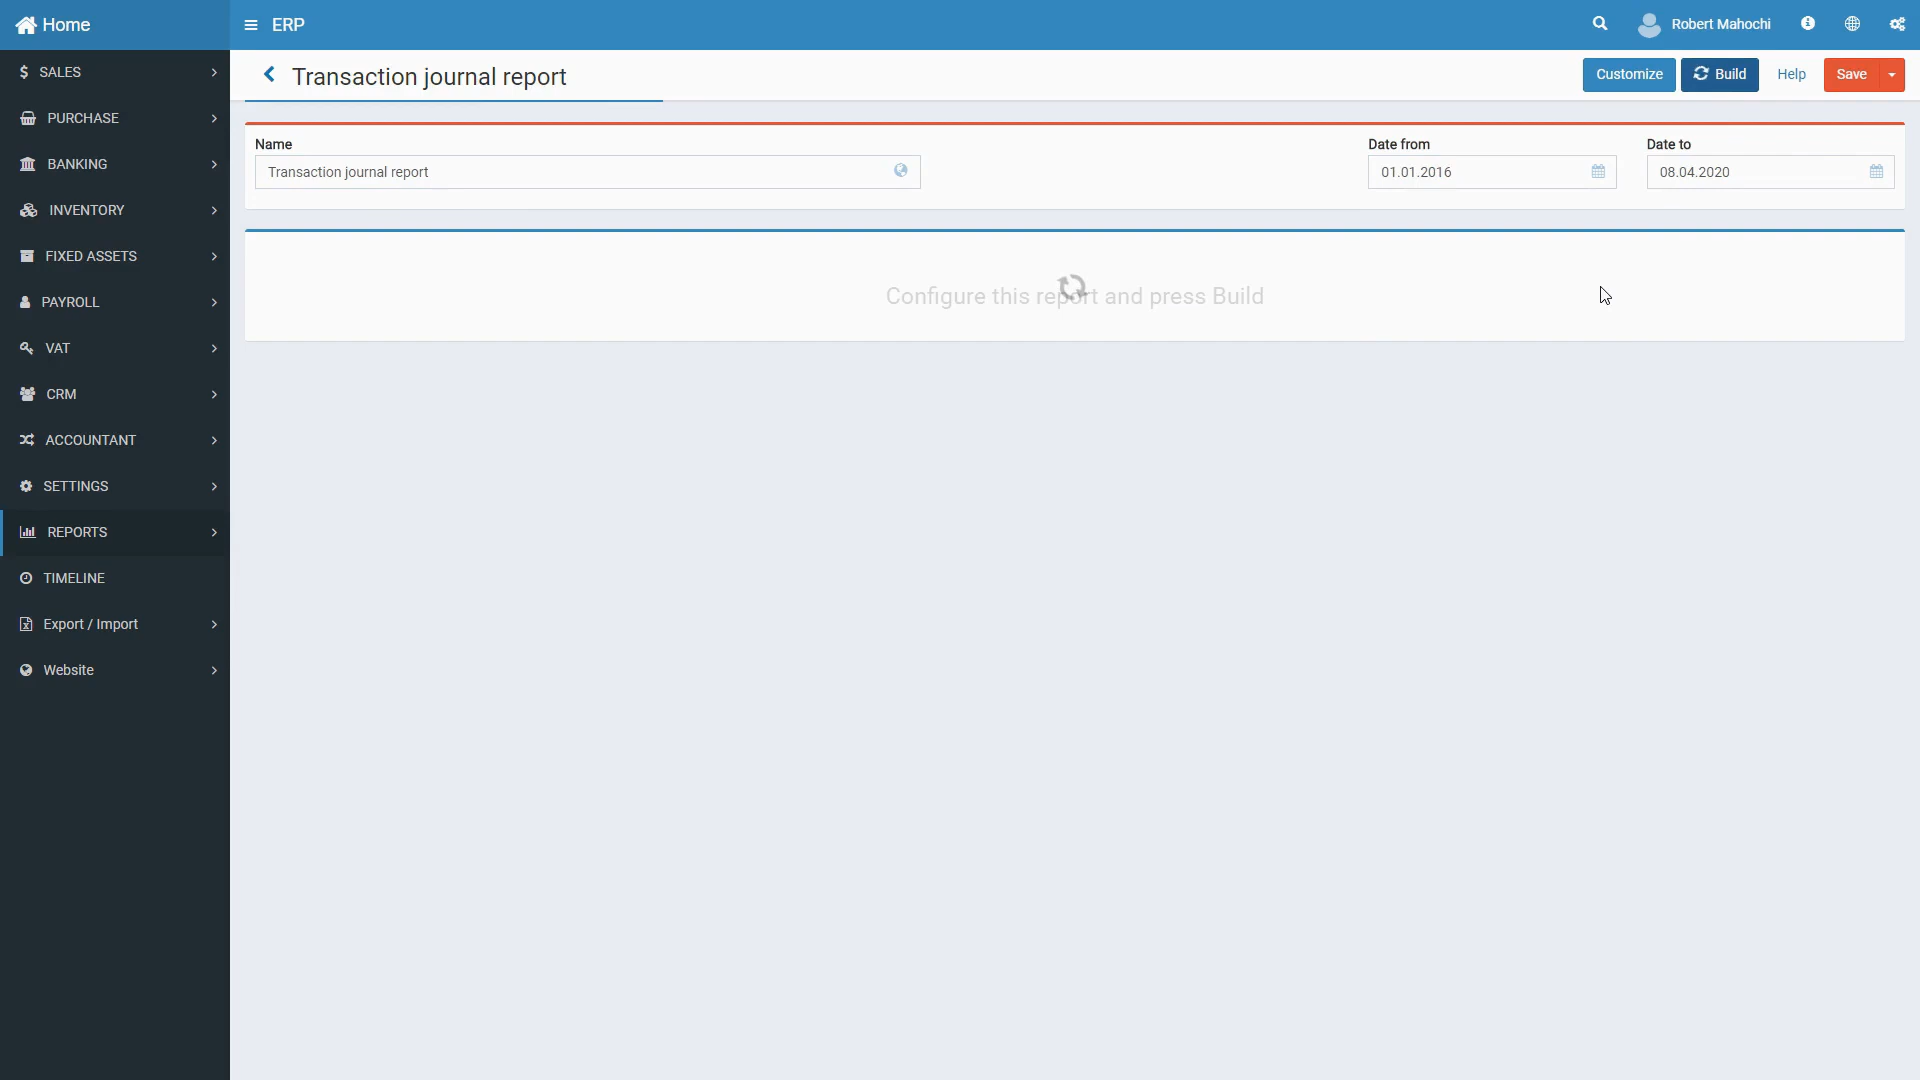 Home
ERP
Robert Mahochi
SALES
PURCHASE
BANKING
INVENTORY
FIXED ASSETS
PAYROLL
VAT
CRM
ACCOUNTANT
SETTINGS
REPORTS
TIMELINE
Export / Import
Website
Transaction journal report
Customize
Build
Help
Save
Name
Date from
Date to
Transaction journal report
01.01.2016
08.04.2020
Configure this report and press Build